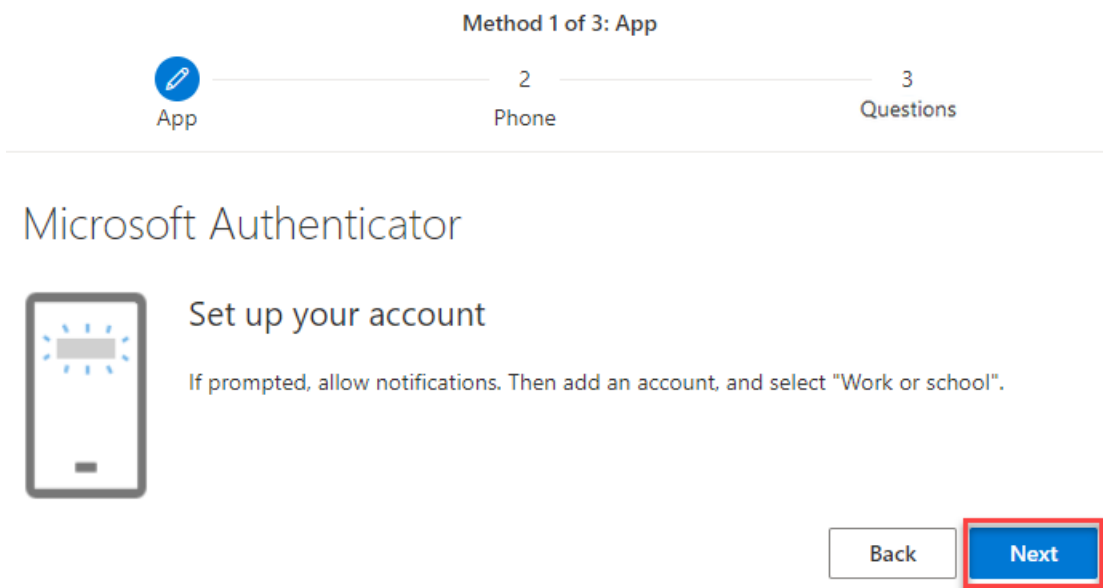 Method 1 of 3: App
2
3
App
Phone
Questions
Microsoft Authenticator
Set up your account
If prompted, allow notifications. Then add an account, and select "Work or school".
Back
Next